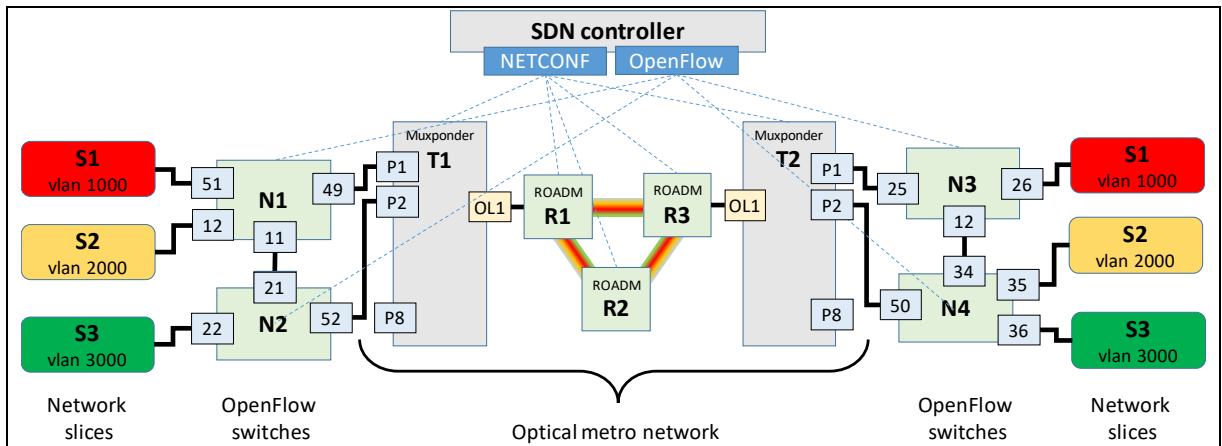 SDN controller
NETCONF
OpenFlow
Muxponder
T1
Muxponder
T2
S1
vlan 1000
S2
vlan 2000
S3
vlan 3000
51
12
N1
49
11
21
22
N2
52
P1
P2
P8
OL1
ROADM
R1
ROADM
R3
ROADM
R2
OL1
P1
P2
P8
25
N3
26
12
34
50
N4
35
36
S1
vlan 1000
S2
vlan 2000
S3
vlan 3000
Network
slices
OpenFlow
switches
Optical metro network
OpenFlow
switches
Network
slices